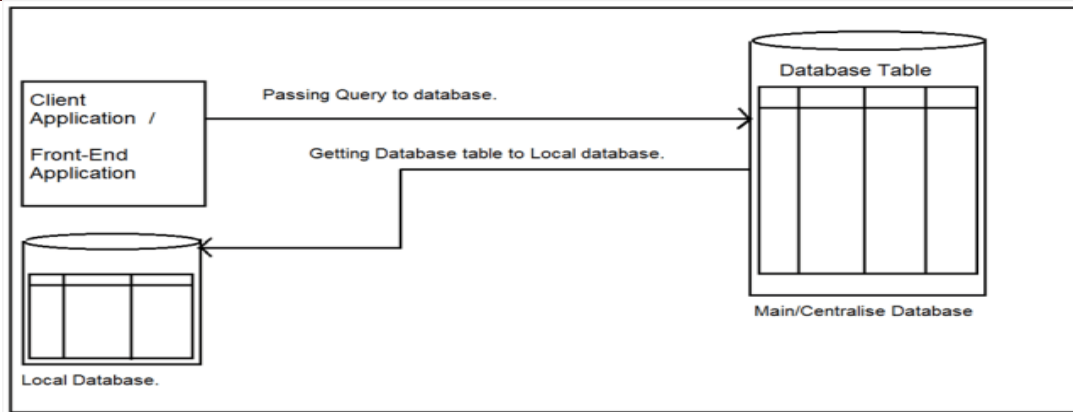 Client
Application /
Front-End
Application
Passing Query to database.
Getting Database table to Local database.
Database Table
Main/Centralise Database
Local Database.